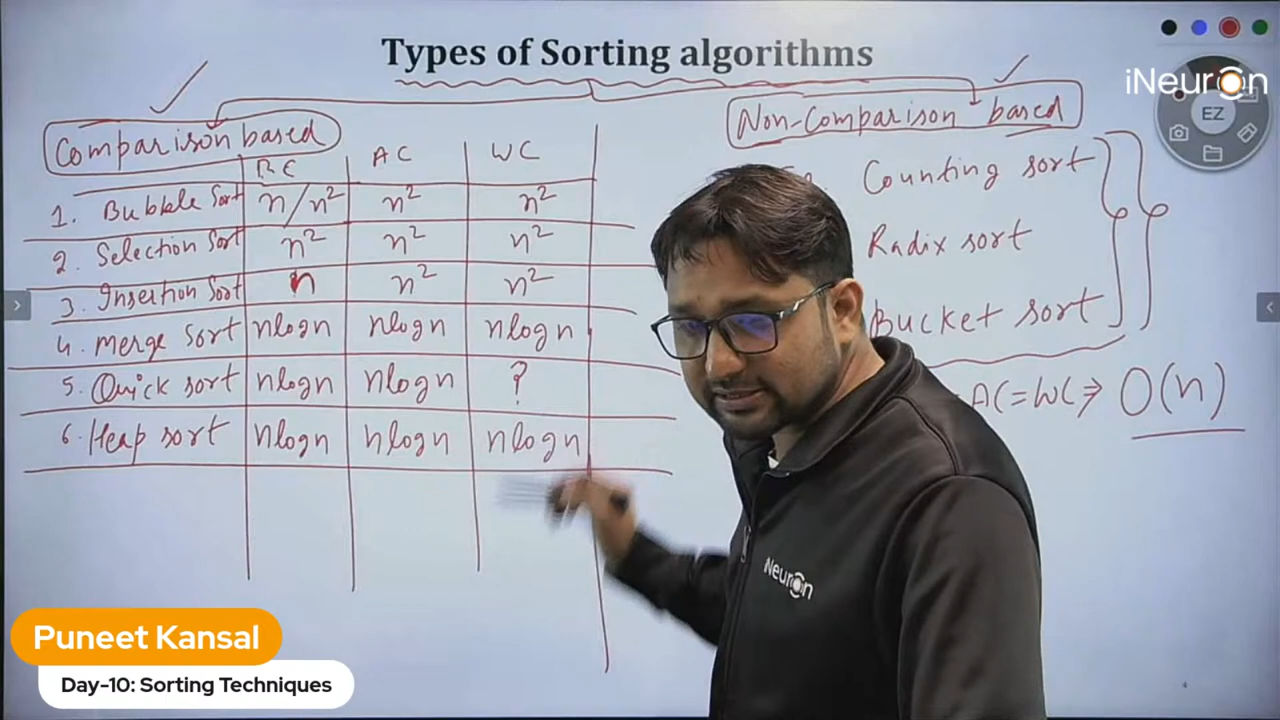 Types of Sorting algorithms
iNeurOn
EZ
Comparison based
Non-Comparison based
BC AC WC
1. Bubble Sort n/n² n² n²
2. Selection Sort n² n² n²
3. Insertion Sort n n² n²
4. Merge sort nlogn nlogn nlogn
5. Quick sort nlogn nlogn ?
6. Heap sort nlogn nlogn nlogn
Counting sort
Radix sort
Bucket sort
AC=WC⇒ O(n)
iNeurOn
Puneet Kansal
Day-10: Sorting Techniques
4